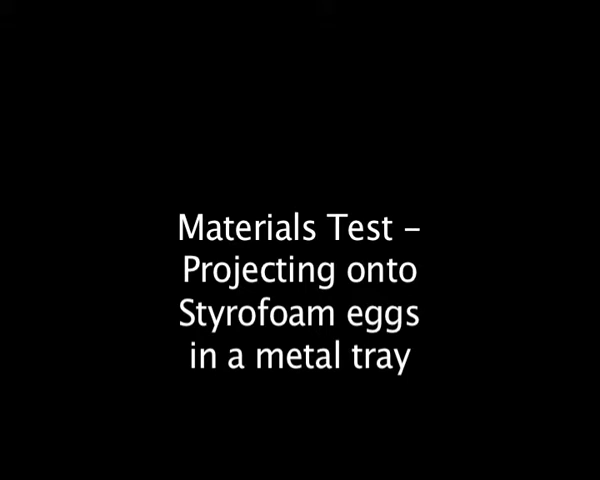 Materials Test –
Projecting onto
Styrofoam eggs
in a metal tray